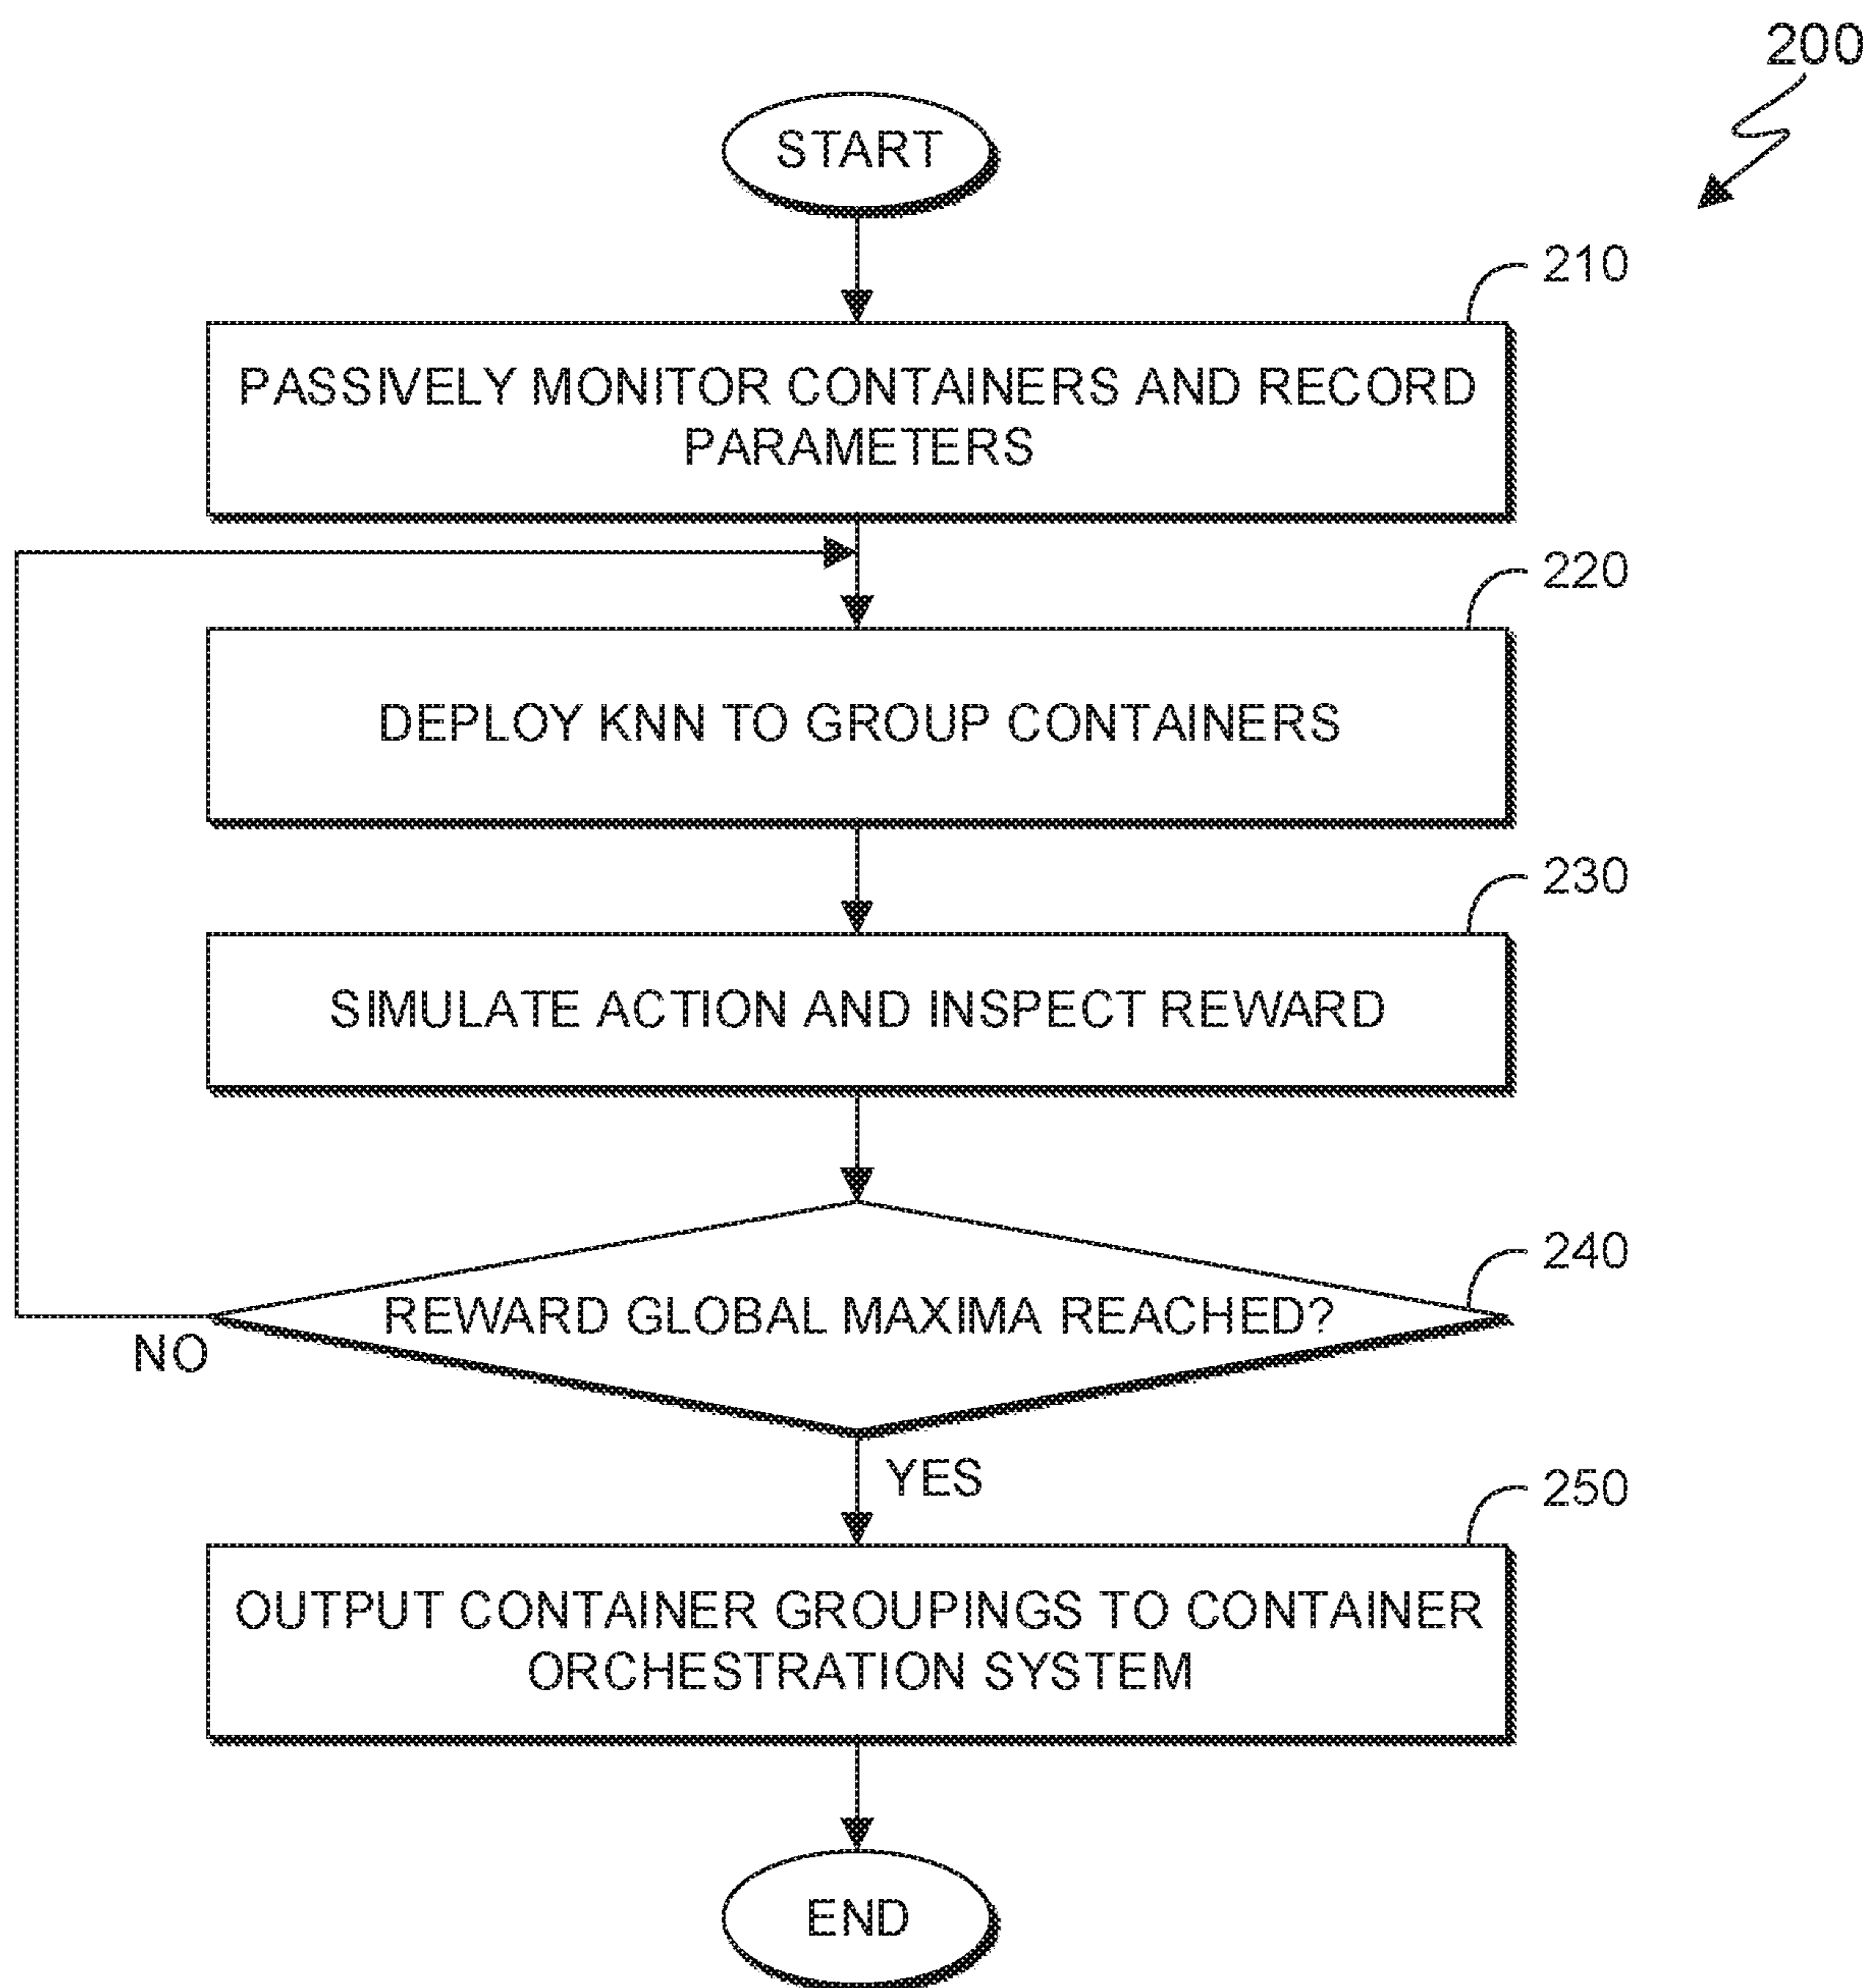 200
START
210
PASSIVELY MONITOR CONTAINERS AND RECORD
PARAMETERS
220
DEPLOY KNN TO GROUP CONTAINERS
230
SIMULATE ACTION AND INSPECT REWARD
240
REWARD GLOBAL MAXIMA REACHED?
NO
YES
250
OUTPUT CONTAINER GROUPINGS TO CONTAINER
ORCHESTRATION SYSTEM
END